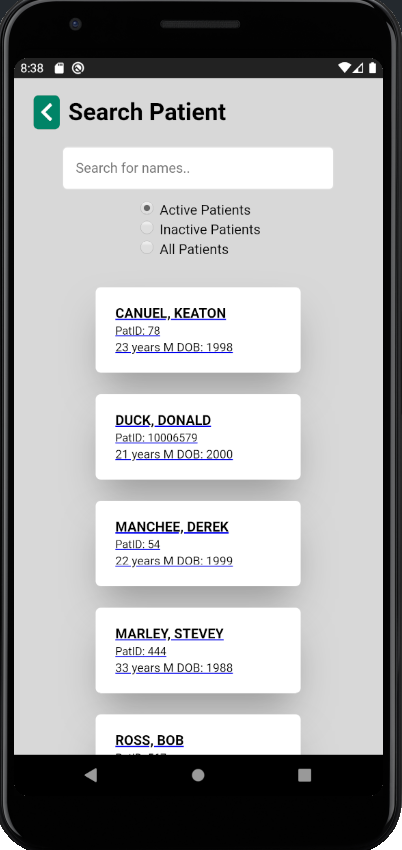 8:38
Search Patient
Search for names..
Active Patients
Inactive Patients
All Patients
CANUEL, KEATON
PatID: 78
23 years M DOB: 1998
DUCK, DONALD
PatID: 10006579
21 years M DOB: 2000
MANCHEE, DEREK
PatID: 54
22 years M DOB: 1999
MARLEY, STEVEY
PatID: 444
33 years M DOB: 1988
ROSS, BOB